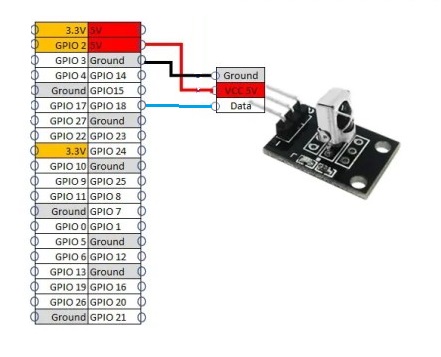 3.3V 5V
GPIO 2 5V
GPIO 3 Ground
GPIO 4 GPIO 14
Ground GPIO15
GPIO 17 GPIO 18
GPIO 27 Ground
GPIO 22 GPIO 23
3.3V GPIO 24
GPIO 10 Ground
GPIO 9 GPIO 25
GPIO 11 GPIO 8
Ground GPIO 7
GPIO 0 GPIO 1
GPIO 5 Ground
GPIO 6 GPIO 12
GPIO 13 Ground
GPIO 19 GPIO 16
GPIO 26 GPIO 20
Ground GPIO 21
Ground
VCC 5V
Data